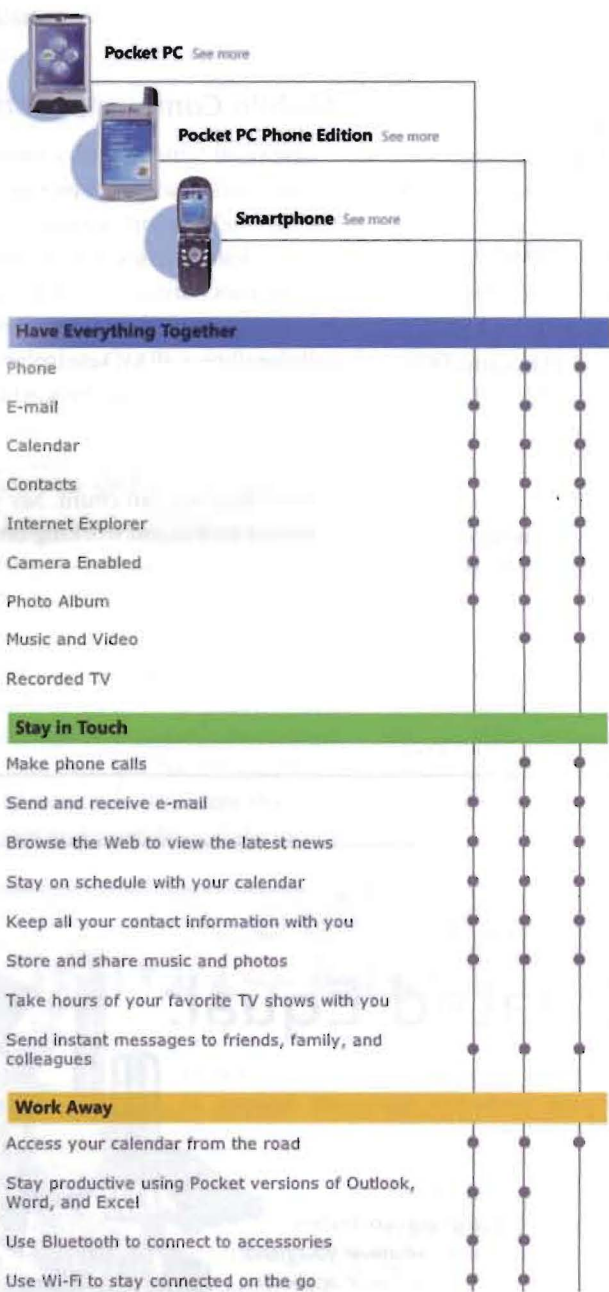 Pocket PC See more
Pocket PC Phone Edition See more
Smartphone See more
Have Everything Together
Phone
E-mail
Calendar
Contacts
Internet Explorer
Camera Enabled
Photo Album
Music and Video
Recorded TV
Stay in Touch
Make phone calls
Send and receive e-mail
Browse the Web to view the latest news
Stay on schedule with your calendar
Keep all your contact information with you
Store and share music and photos
Take hours of your favorite TV shows with you
Send instant messages to friends, family, and
colleagues
Work Away
Access your calendar from the road
Stay productive using Pocket versions of Outlook,
Word, and Excel
Use Bluetooth to connect to accessories
Use Wi-Fi to stay connected on the go